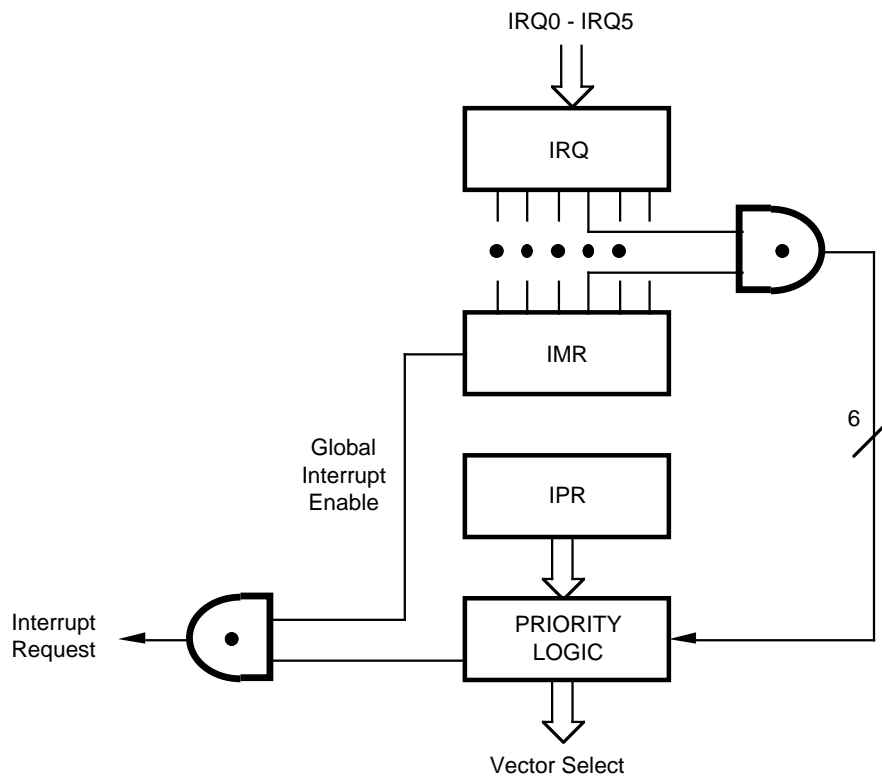 IRQ0 - IRQ5
IRQ
IMR
6
Global
Interrupt
Enable
IPR
Interrupt
Request
PRIORITY
LOGIC
Vector Select